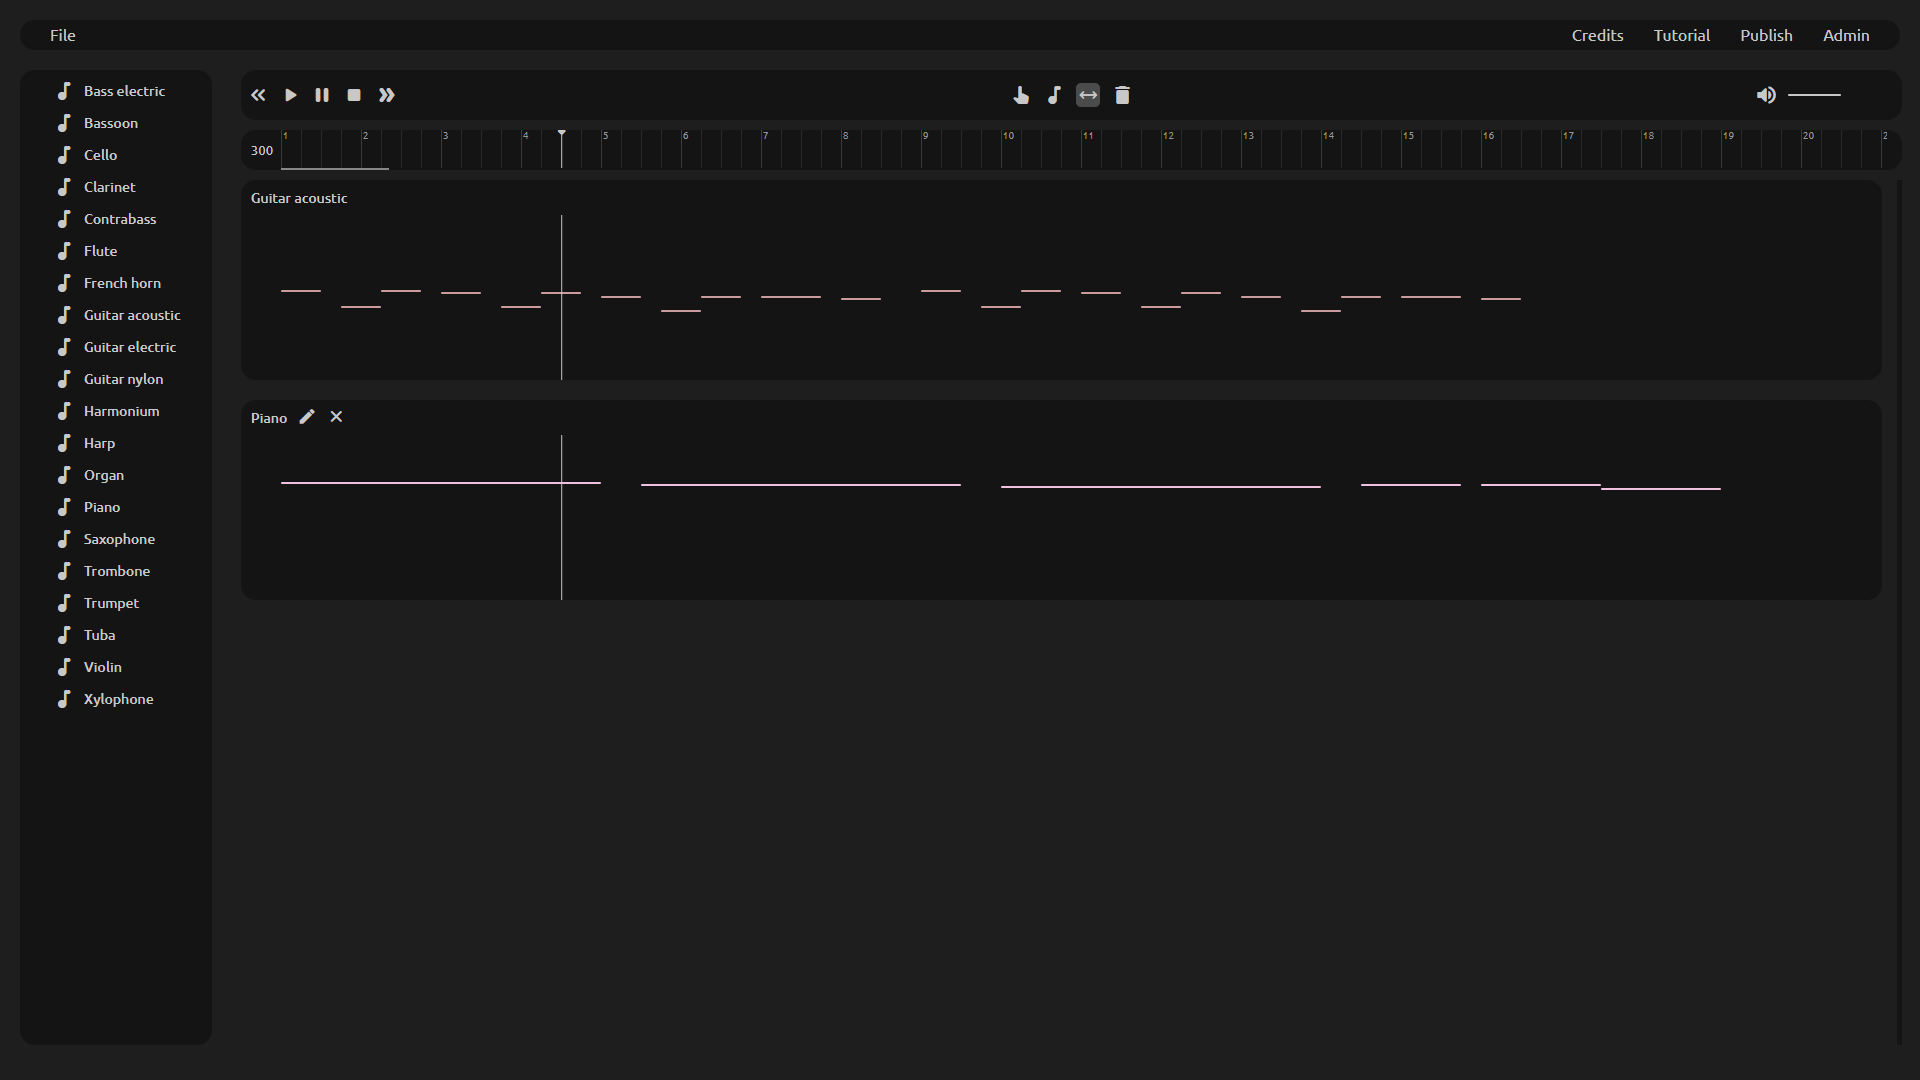 File
Credits Tutorial Publish Admin
Bass electric
Bassoon
Cello
Clarinet
Contrabass
Flute
French horn
Guitar acoustic
Guitar electric
Guitar nylon
Harmonium
Harp
Organ
Piano
Saxophone
Trombone
Trumpet
Tuba
Violin
Xylophone
300
1 2 3 4 5 6 7 8 9 10 11 12 13 14 15 16 17 18 19 20 2
Guitar acoustic
Piano